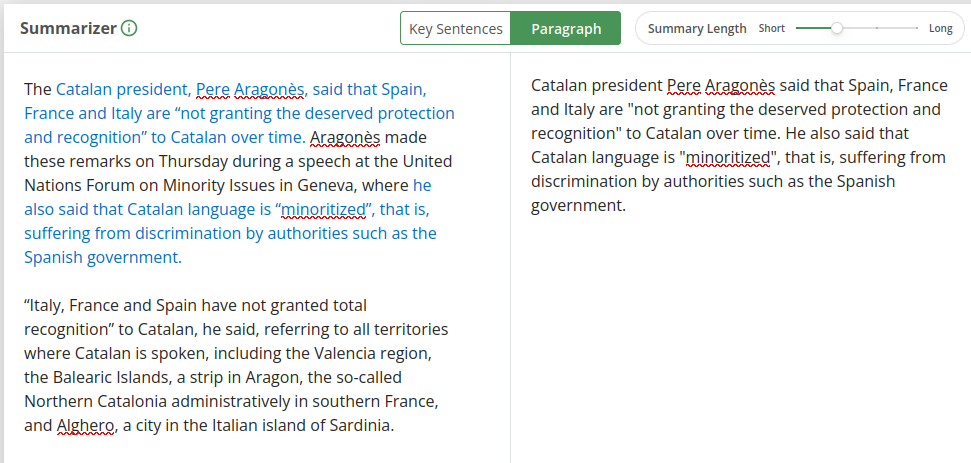 Summarizer
Key Sentences
Paragraph
Summary Length
Short
Long
The Catalan president, Pere Aragonès, said that Spain,
France and Italy are “not granting the deserved protection
and recognition” to Catalan over time. Aragonès made
these remarks on Thursday during a speech at the United
Nations Forum on Minority Issues in Geneva, where he
also said that Catalan language is “minoritized”, that is,
suffering from discrimination by authorities such as the
Spanish government.
“Italy, France and Spain have not granted total
recognition” to Catalan, he said, referring to all territories
where Catalan is spoken, including the Valencia region,
the Balearic Islands, a strip in Aragon, the so-called
Northern Catalonia administratively in southern France,
and Alghero, a city in the Italian island of Sardinia.
Catalan president Pere Aragonès said that Spain, France
and Italy are "not granting the deserved protection and
recognition" to Catalan over time. He also said that
Catalan language is "minoritized", that is, suffering from
discrimination by authorities such as the Spanish
government.